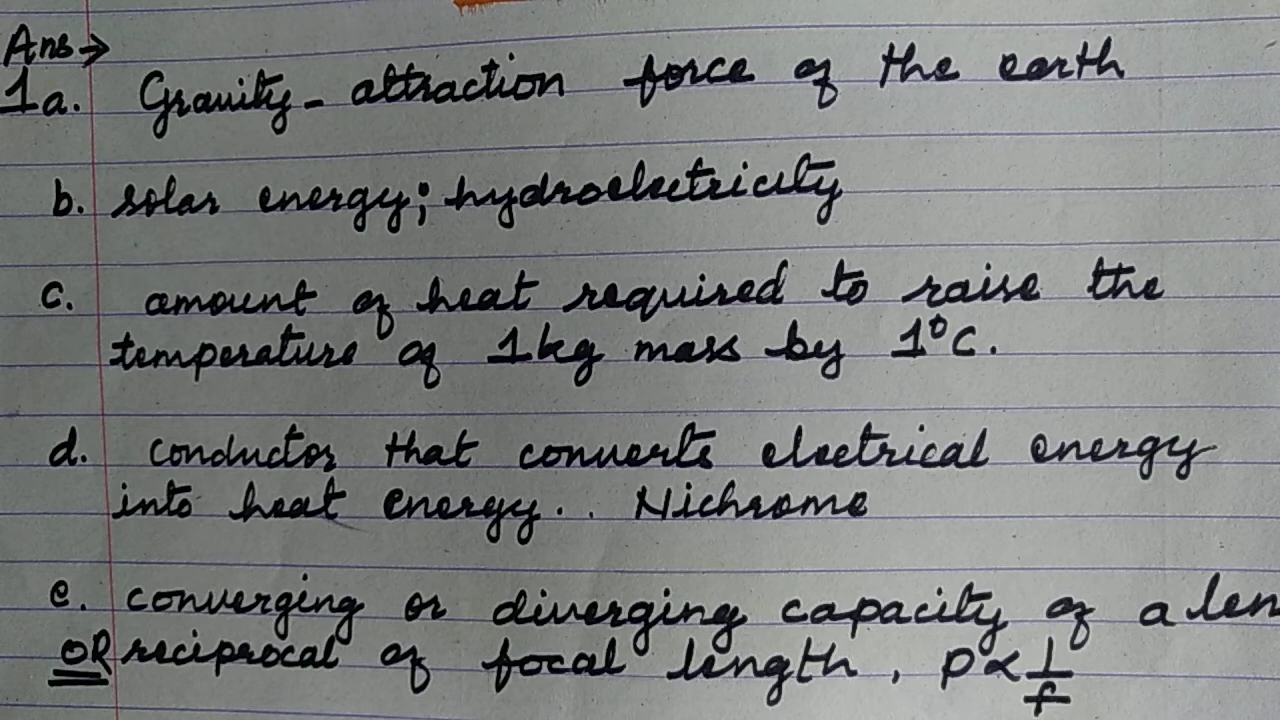 Ans →
1a. Gravity - attraction force of the earth
b. solar energy; hydroelectricity
c. amount of heat required to raise the
temperature of 1kg mass by 1°C.
d. conductor that converts electrical energy
into heat energy.. Nichrome
e. converging or diverging capacity of a len
OR reciprocal of focal length, P ∝ 1/f